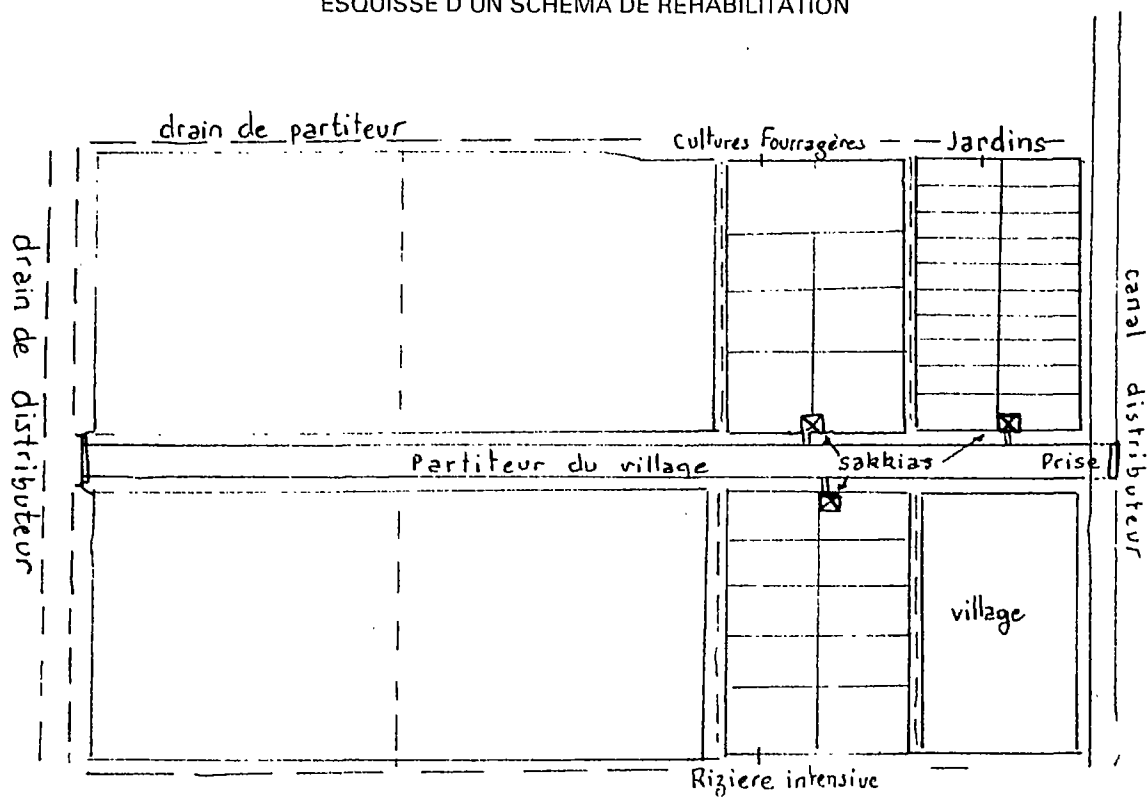 ESQUISSE D'UN SCHEMA DE REHABILITATION
drain de partiteur
Cultures Fourragères
Jardins
drain de distributeur
canal distributeur
Partiteur du village
sakkias
Prise
village
Rizière intensive